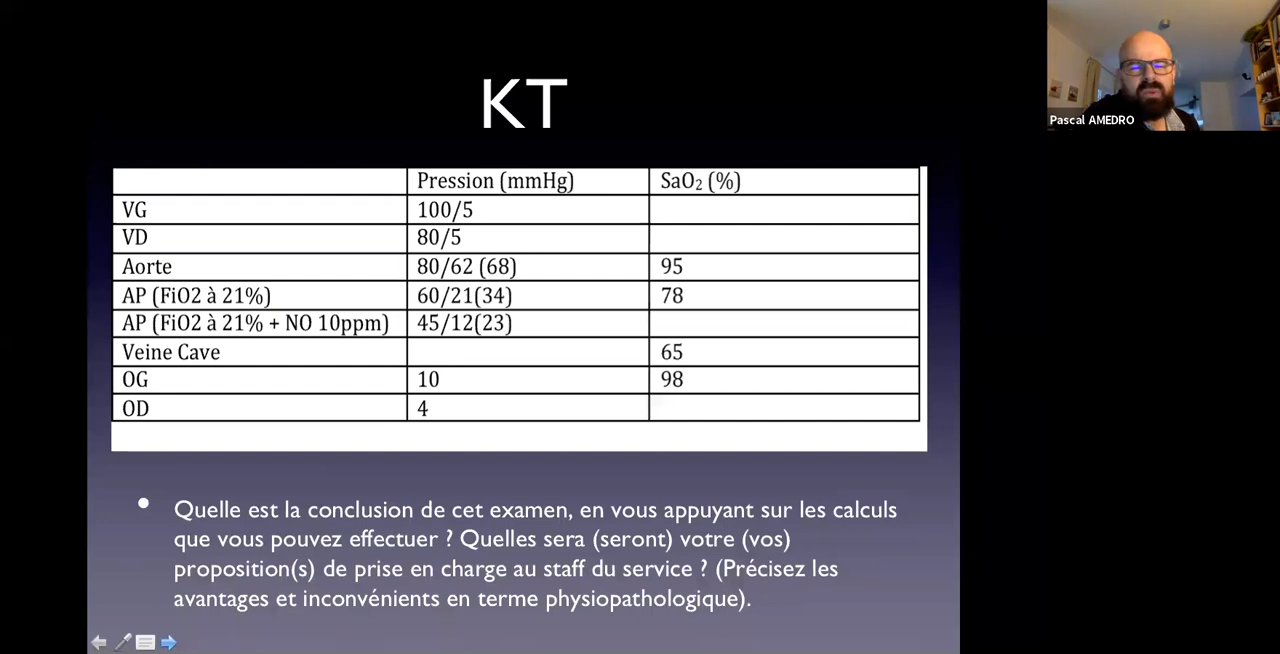 KT
Pascal AMEDRO
Pression (mmHg) SaO₂ (%)
VG 100/5
VD 80/5
Aorte 80/62 (68) 95
AP (FiO2 à 21%) 60/21(34) 78
AP (FiO2 à 21% + NO 10ppm) 45/12(23)
Veine Cave 65
OG 10 98
OD 4
• Quelle est la conclusion de cet examen, en vous appuyant sur les calculs
que vous pouvez effectuer ? Quelles sera (seront) votre (vos)
proposition(s) de prise en charge au staff du service ? (Précisez les
avantages et inconvénients en terme physiopathologique).